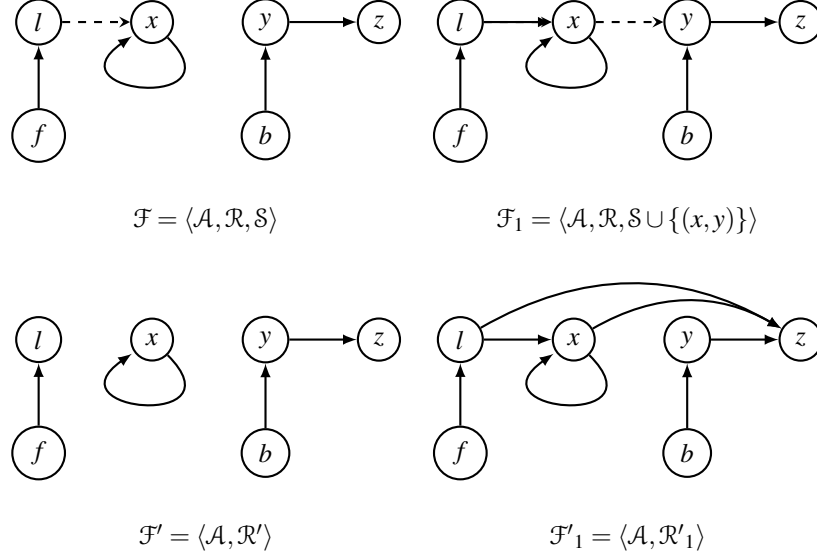 l x y z l x y z
f b f b
ℱ = ⟨𝒜, ℛ, 𝒮⟩ ℱ₁ = ⟨𝒜, ℛ, 𝒮 ∪ {(x, y)}⟩
l x y z l x y z
f b f b
ℱ′ = ⟨𝒜, ℛ′⟩ ℱ′₁ = ⟨𝒜, ℛ′₁⟩